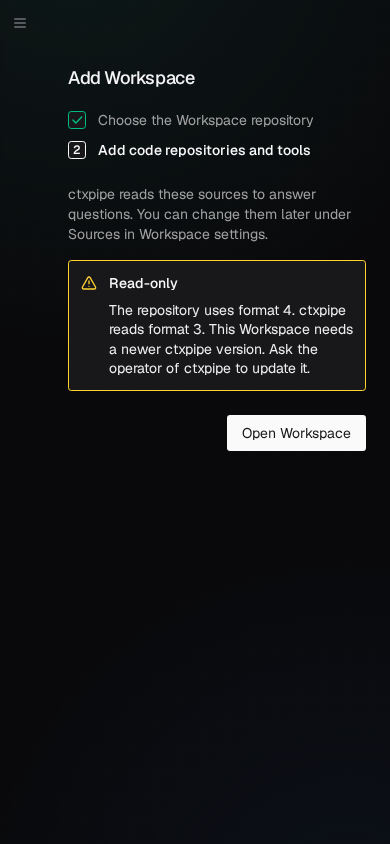 Add Workspace
Choose the Workspace repository
2 Add code repositories and tools
ctxpipe reads these sources to answer
questions. You can change them later under
Sources in Workspace settings.
Read-only
The repository uses format 4. ctxpipe
reads format 3. This Workspace needs
a newer ctxpipe version. Ask the
operator of ctxpipe to update it.
Open Workspace